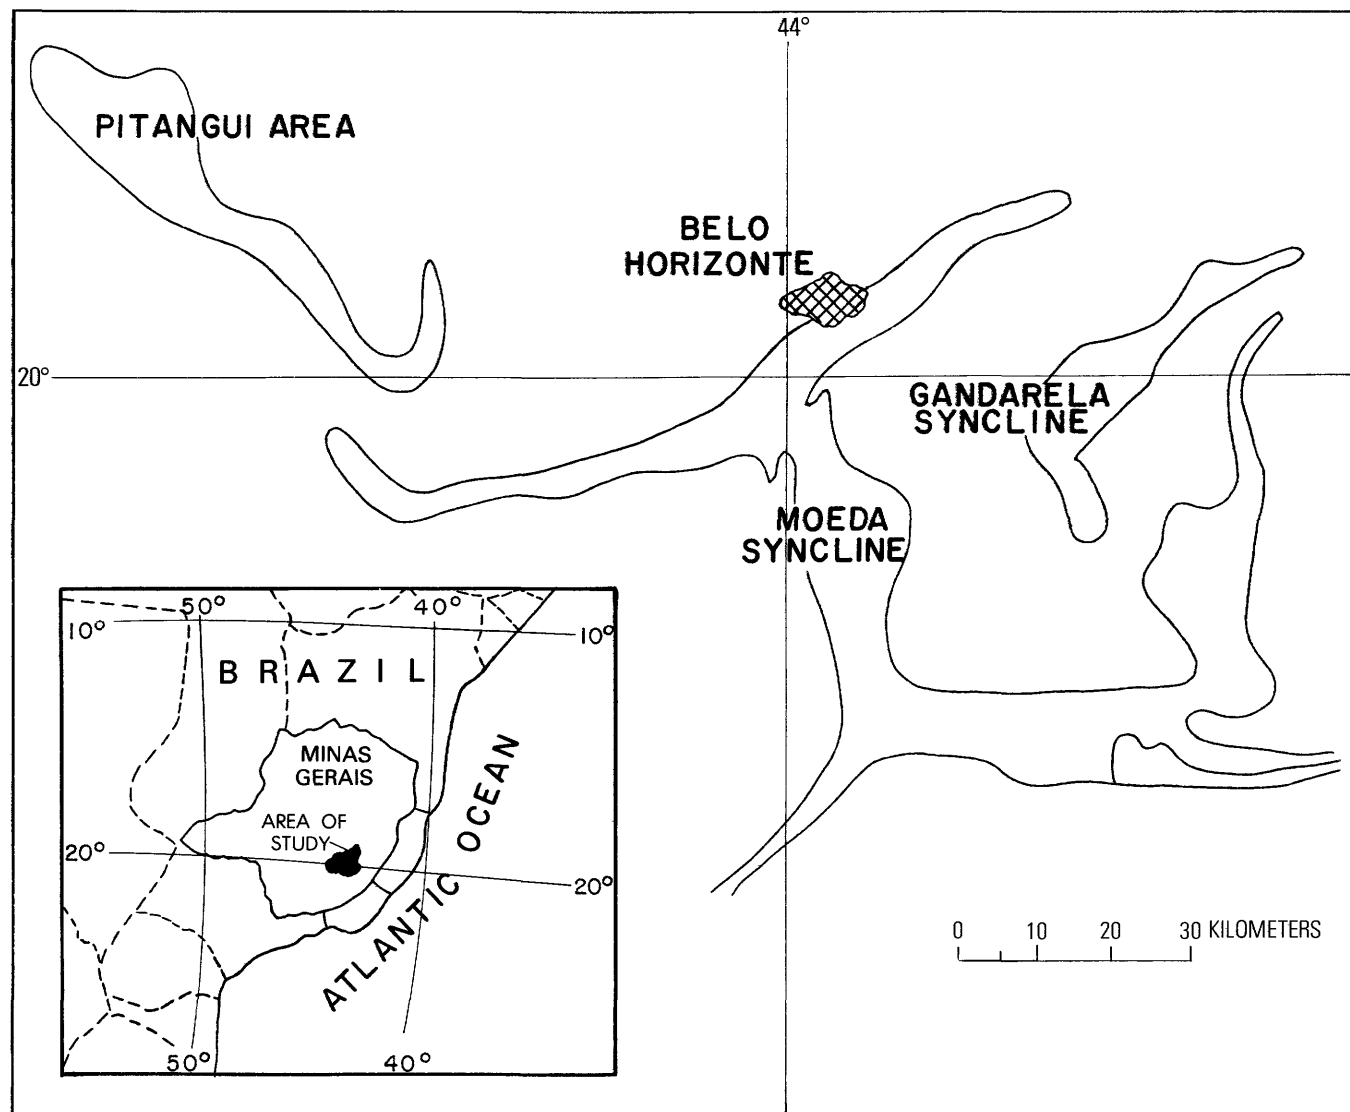 44°
PITANGUI AREA
BELO
HORIZONTE
20°
GANDARELA
SYNCLINE
MOEDA
SYNCLINE
50° 40°
10° 10°
BRAZIL
MINAS
GERAIS
AREA OF
STUDY
20° 20°
ATLANTIC OCEAN
50° 40°
0 10 20 30 KILOMETERS